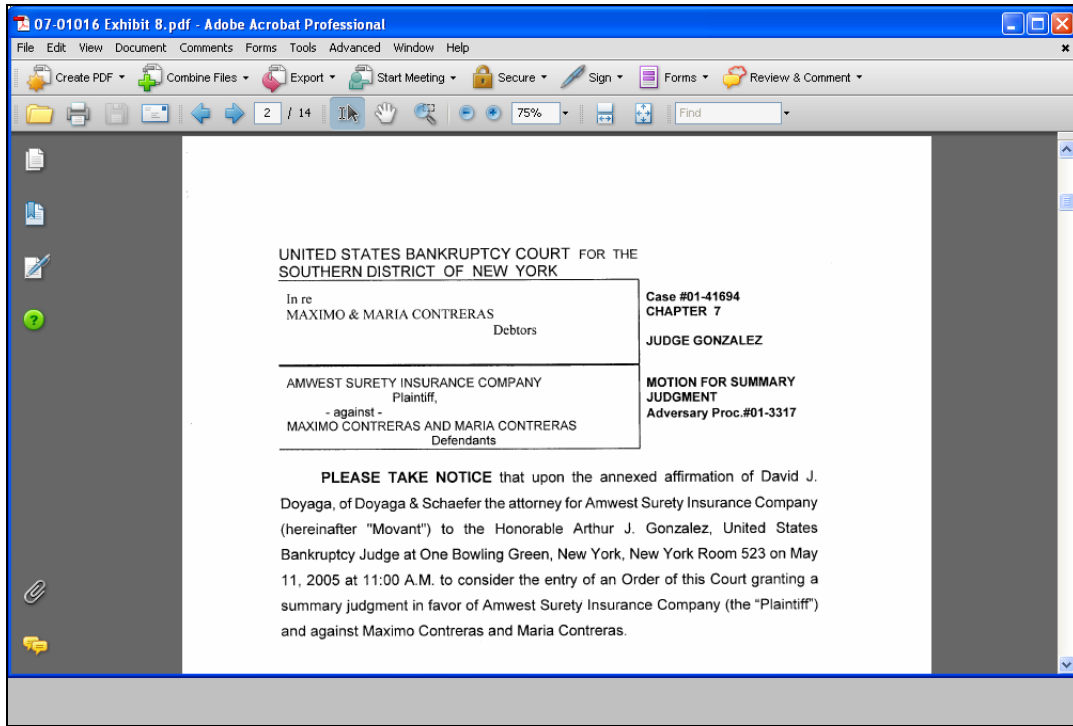 07-01016 Exhibit 8.pdf - Adobe Acrobat Professional
File Edit View Document Comments Forms Tools Advanced Window Help
Create PDF Combine Files Export Start Meeting Secure Sign Forms Review & Comment
2 / 14 75% Find
UNITED STATES BANKRUPTCY COURT FOR THE
SOUTHERN DISTRICT OF NEW YORK
In re
MAXIMO & MARIA CONTRERAS
Debtors
Case #01-41694
CHAPTER 7
JUDGE GONZALEZ
AMWEST SURETY INSURANCE COMPANY
Plaintiff,
- against -
MAXIMO CONTRERAS AND MARIA CONTRERAS
Defendants
MOTION FOR SUMMARY
JUDGMENT
Adversary Proc.#01-3317
PLEASE TAKE NOTICE that upon the annexed affirmation of David J.
Doyaga, of Doyaga & Schaefer the attorney for Amwest Surety Insurance Company
(hereinafter "Movant") to the Honorable Arthur J. Gonzalez, United States
Bankruptcy Judge at One Bowling Green, New York, New York Room 523 on May
11, 2005 at 11:00 A.M. to consider the entry of an Order of this Court granting a
summary judgment in favor of Amwest Surety Insurance Company (the “Plaintiff”)
and against Maximo Contreras and Maria Contreras.